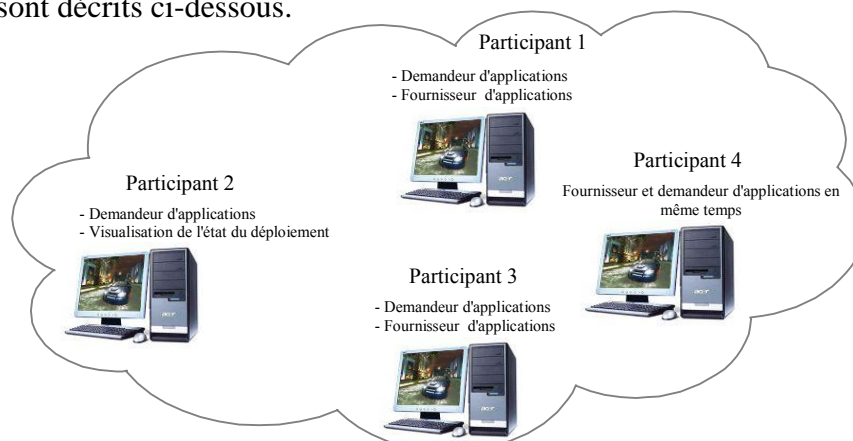 sont décrits ci-dessous.
Participant 1
- Demandeur d'applications
- Fournisseur d'applications
Participant 4
Fournisseur et demandeur d'applications en
même temps
Participant 2
- Demandeur d'applications
- Visualisation de l'état du déploiement
Participant 3
- Demandeur d'applications
- Fournisseur d'applications